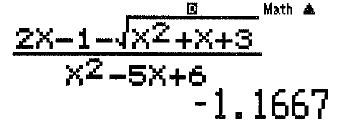 D Math ▲
2X-1-√X²+X+3
X²-5X+6
-1.1667